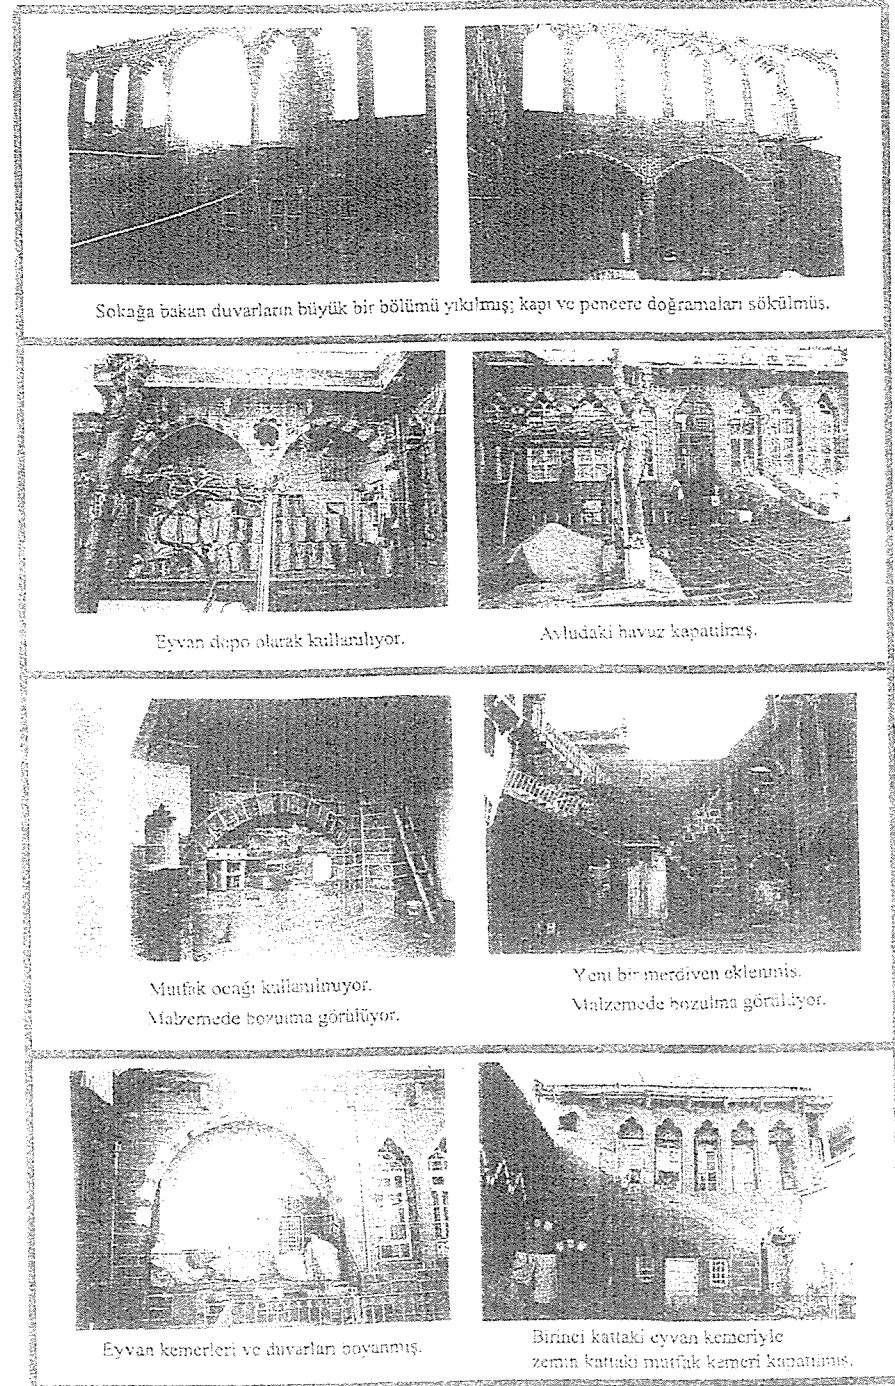 Sokağa bakan duvarların büyük bir bölümü yıkılmış; kapı ve pencere doğramaları sökülmüş.
Eyvan depo olarak kullanılıyor.
Avludaki havuz kapatılmış.
Mutfak ocağı kullanılmıyor.
Malzemede bozulma görülüyor.
Yeni bir merdiven eklenmiş.
Malzemede bozulma görülüyor.
Eyvan kemerleri ve duvarları boyanmış.
Birinci kattaki eyvan kemeriyle
zemin kattaki mutfak kemeri kapatılmış.